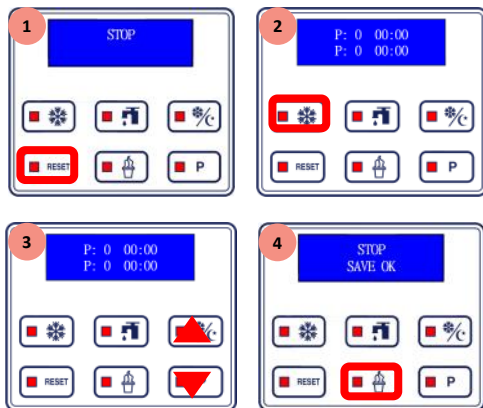 1
STOP
RESET
P
2
P: 0 00:00
P: 0 00:00
RESET
P
3
P: 0 00:00
P: 0 00:00
RESET
4
STOP
SAVE OK
RESET
P